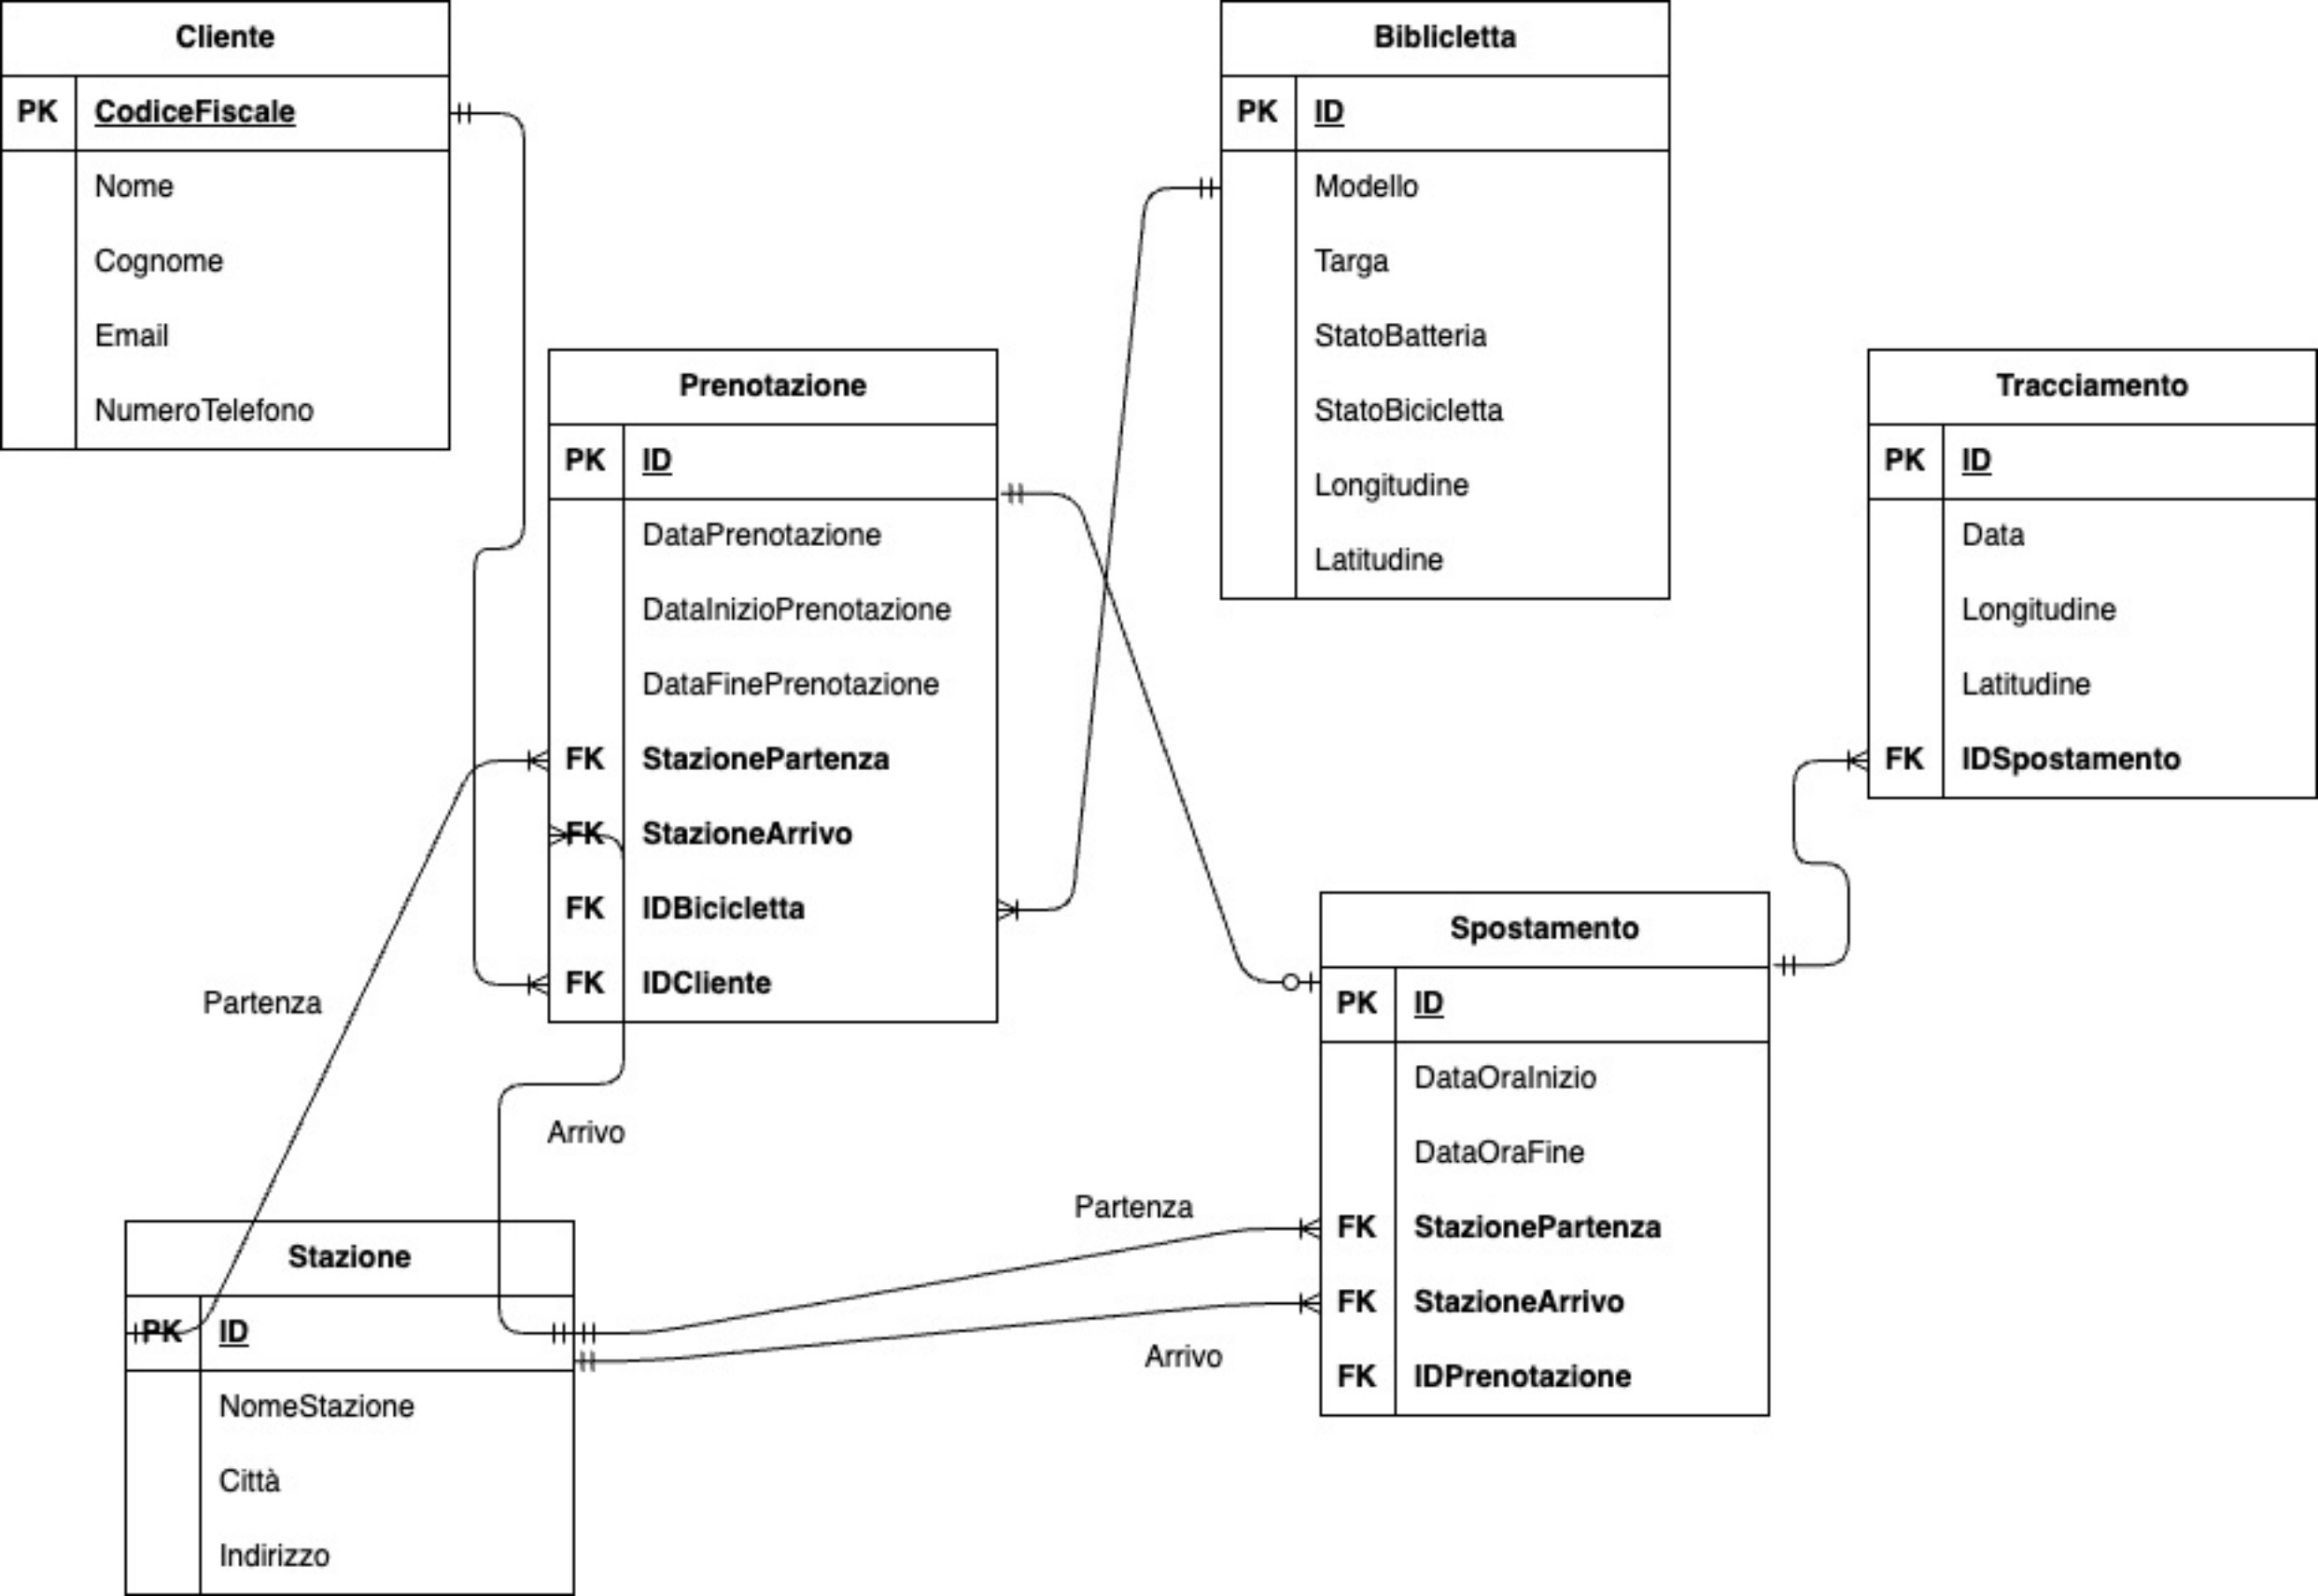 Cliente
PK CodiceFiscale
Nome
Cognome
Email
NumeroTelefono
Biblicletta
PK ID
Modello
Targa
StatoBatteria
StatoBicicletta
Longitudine
Latitudine
Prenotazione
PK ID
DataPrenotazione
DataInizioPrenotazione
DataFinePrenotazione
FK StazionePartenza
FK StazioneArrivo
FK IDBicicletta
FK IDCliente
Tracciamento
PK ID
Data
Longitudine
Latitudine
FK IDSpostamento
Spostamento
PK ID
DataOraInizio
DataOraFine
FK StazionePartenza
FK StazioneArrivo
FK IDPrenotazione
Partenza
Arrivo
Partenza
Arrivo
Stazione
PK ID
NomeStazione
Città
Indirizzo